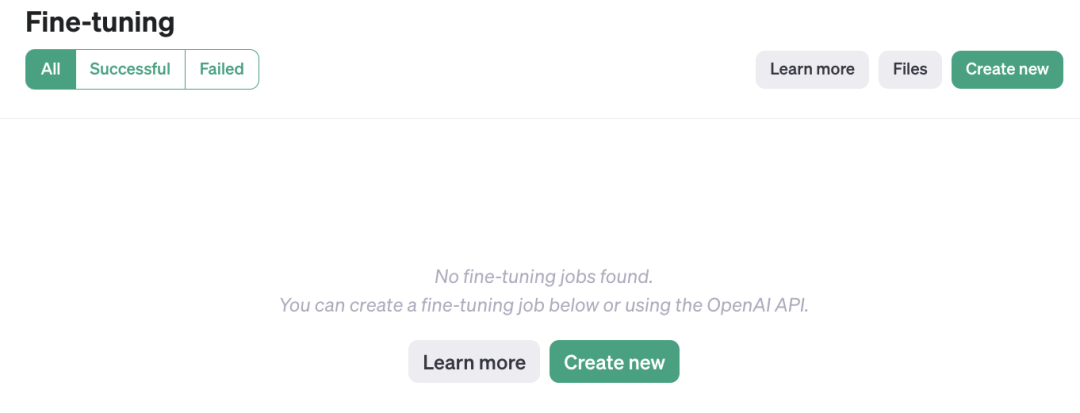 Fine-tuning
All Successful Failed Learn more Files Create new
No fine-tuning jobs found.
You can create a fine-tuning job below or using the OpenAI API.
Learn more Create new